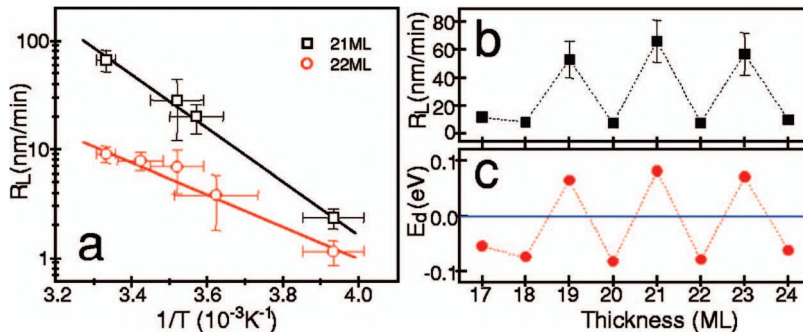 a
R_L(nm/min)
100
10
1
21ML
22ML
3.2 3.4 3.6 3.8 4.0
1/T (10⁻³K⁻¹)
b
R_L(nm/min)
80
60
40
20
0
c
E_d(eV)
0.1
0.0
-0.1
17 18 19 20 21 22 23 24
Thickness (ML)